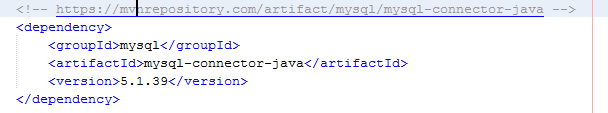 <!-- https://mvnrepository.com/artifact/mysql/mysql-connector-java -->
<dependency>
    <groupId>mysql</groupId>
    <artifactId>mysql-connector-java</artifactId>
    <version>5.1.39</version>
</dependency>